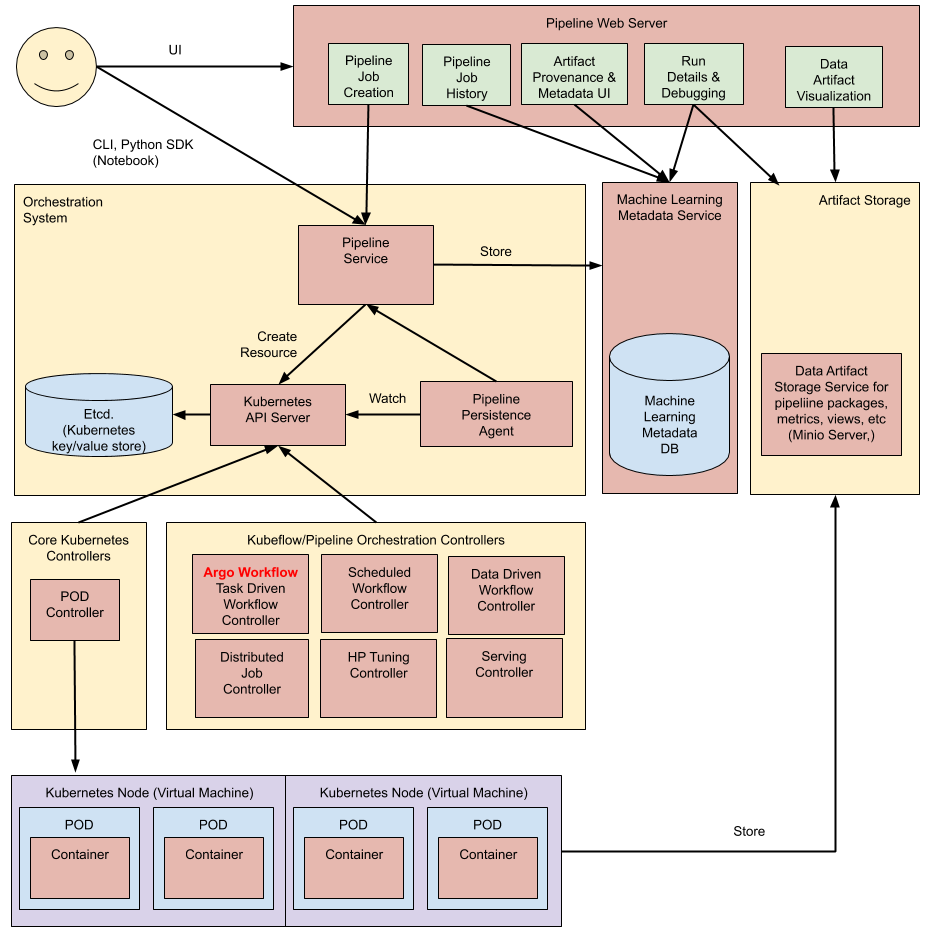 Pipeline Web Server
UI
Pipeline
Job
Creation
Pipeline
Job
History
Artifact
Provenance &
Metadata UI
Run
Details &
Debugging
Data
Artifact
Visualization
CLI, Python SDK
(Notebook)
Orchestration
System
Pipeline
Service
Store
Machine Learning
Metadata Service
Artifact Storage
Create
Resource
Etcd.
(Kubernetes
key/value store)
Kubernetes
API Server
Watch
Pipeline
Persistence
Agent
Machine
Learning
Metadata
DB
Data Artifact
Storage Service for
pipeliine packages,
metrics, views, etc
(Minio Server,)
Core Kubernetes
Controllers
POD
Controller
Kubeflow/Pipeline Orchestration Controllers
Argo Workflow
Task Driven
Workflow
Controller
Scheduled
Workflow
Controller
Data Driven
Workflow
Controller
Distributed
Job
Controller
HP Tuning
Controller
Serving
Controller
Kubernetes Node (Virtual Machine)
POD
Container
POD
Container
Kubernetes Node (Virtual Machine)
POD
Container
POD
Container
Store